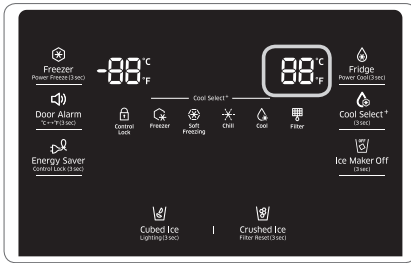 Freezer
Power Freeze (3 sec)
-88 °C
°F
88 °C
°F
Fridge
Power Cool (3 sec)
Door Alarm
°C ↔ °F (3 sec)
Cool Select⁺
Control
Lock
Freezer
Soft
Freezing
Chill
Cool
Filter
Cool Select⁺
(3 sec)
Energy Saver
Control Lock (3 sec)
OFF
Ice Maker Off
(3 sec)
Cubed Ice
Lighting (3 sec)
Crushed Ice
Filter Reset (3 sec)